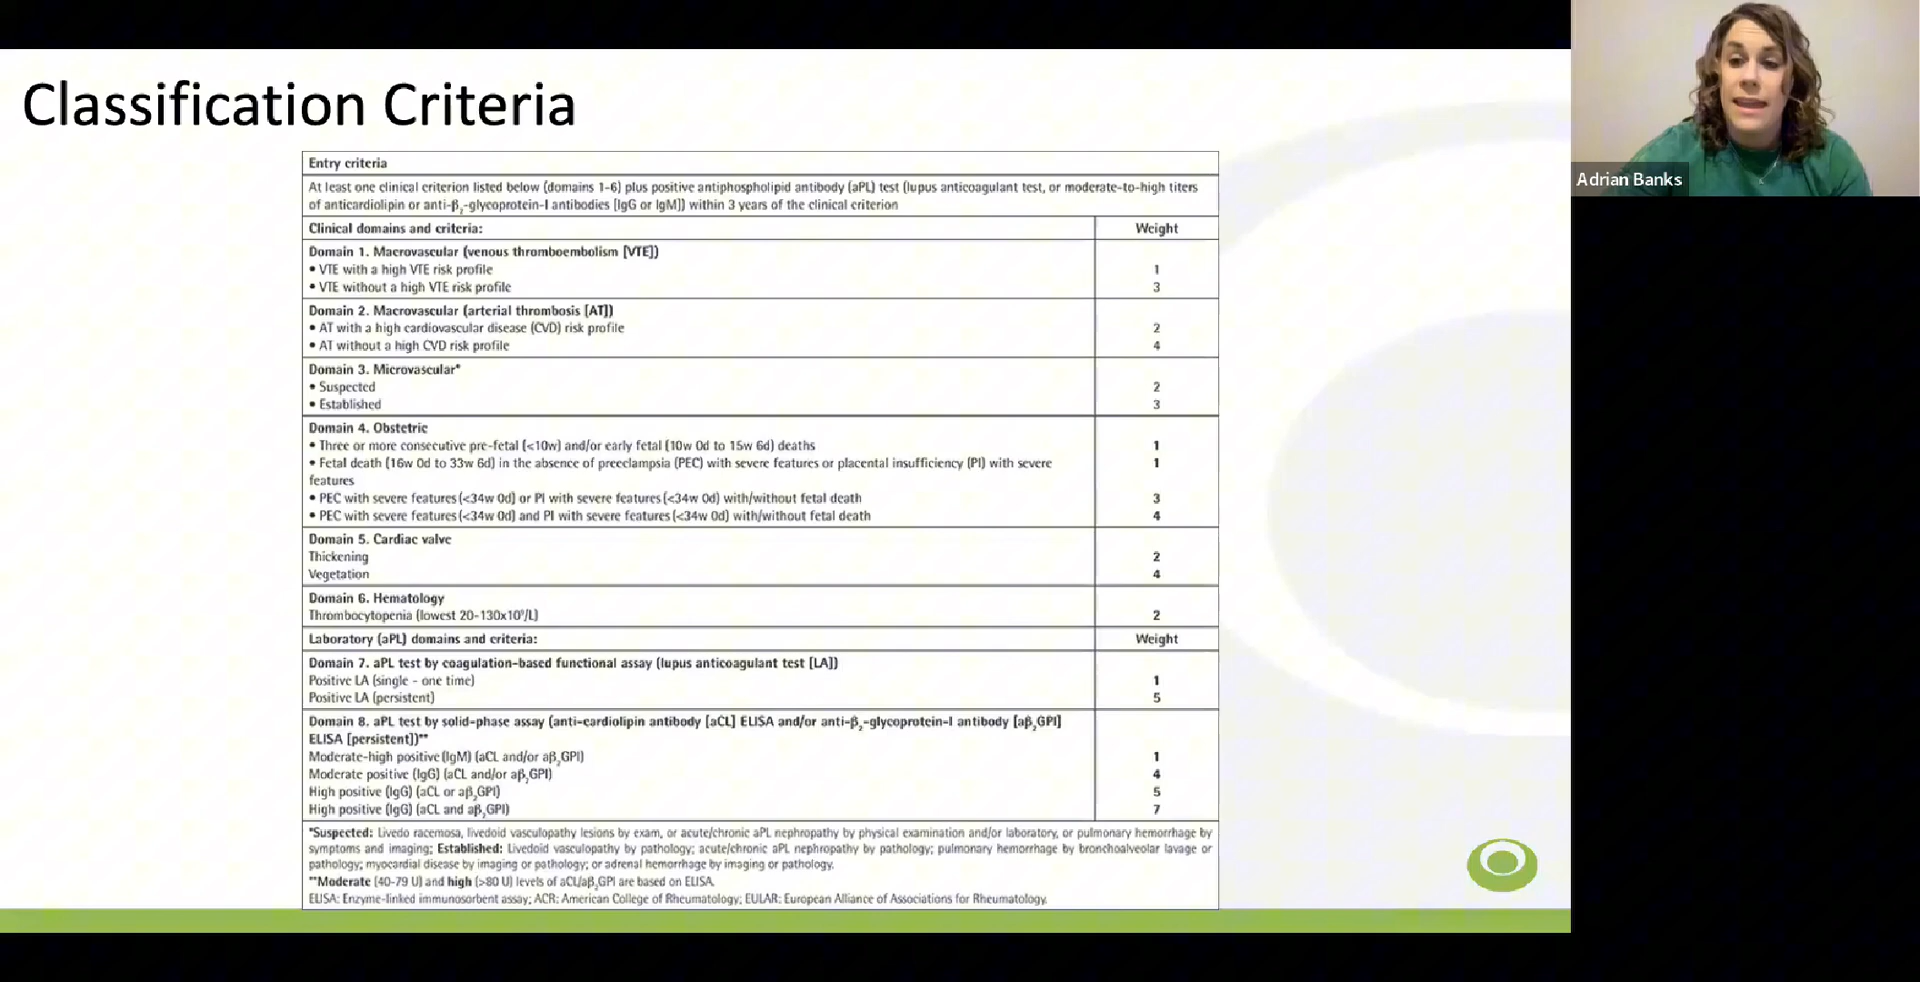 Classification Criteria
Adrian Banks
Entry criteria
At least one clinical criterion listed below (domains 1-6) plus positive antiphospholipid antibody (aPL) test (lupus anticoagulant test, or moderate-to-high titers
of anticardiolipin or anti-β₂-glycoprotein-I antibodies [IgG or IgM]) within 3 years of the clinical criterion
Clinical domains and criteria: Weight
Domain 1. Macrovascular (venous thromboembolism [VTE])
• VTE with a high VTE risk profile 1
• VTE without a high VTE risk profile 3
Domain 2. Macrovascular (arterial thrombosis [AT])
• AT with a high cardiovascular disease (CVD) risk profile 2
• AT without a high CVD risk profile 4
Domain 3. Microvascular*
• Suspected 2
• Established 3
Domain 4. Obstetric
• Three or more consecutive pre-fetal (<10w) and/or early fetal (10w 0d to 15w 6d) deaths 1
• Fetal death (16w 0d to 33w 6d) in the absence of preeclampsia (PEC) with severe features or placental insufficiency (PI) with severe 1
features
• PEC with severe features (<34w 0d) or PI with severe features (<34w 0d) with/without fetal death 3
• PEC with severe features (<34w 0d) and PI with severe features (<34w 0d) with/without fetal death 4
Domain 5. Cardiac valve
Thickening 2
Vegetation 4
Domain 6. Hematology
Thrombocytopenia (lowest 20-130x10⁹/L) 2
Laboratory (aPL) domains and criteria: Weight
Domain 7. aPL test by coagulation-based functional assay (lupus anticoagulant test [LA])
Positive LA (single - one time) 1
Positive LA (persistent) 5
Domain 8. aPL test by solid-phase assay (anti-cardiolipin antibody [aCL] ELISA and/or anti-β₂-glycoprotein-I antibody [aβ₂GPI]
ELISA [persistent])**
Moderate-high positive (IgM) (aCL and/or aβ₂GPI) 1
Moderate positive (IgG) (aCL and/or aβ₂GPI) 4
High positive (IgG) (aCL or aβ₂GPI) 5
High positive (IgG) (aCL and aβ₂GPI) 7
*Suspected: Livedo racemosa, livedoid vasculopathy lesions by exam, or acute/chronic aPL nephropathy by physical examination and/or laboratory, or pulmonary hemorrhage by
symptoms and imaging; Established: Livedoid vasculopathy by pathology; acute/chronic aPL nephropathy by pathology; pulmonary hemorrhage by bronchoalveolar lavage or
pathology; myocardial disease by imaging or pathology; or adrenal hemorrhage by imaging or pathology.
**Moderate (40-79 U) and high (>80 U) levels of aCL/aβ₂GPI are based on ELISA.
ELISA: Enzyme-linked immunosorbent assay; ACR: American College of Rheumatology; EULAR: European Alliance of Associations for Rheumatology.